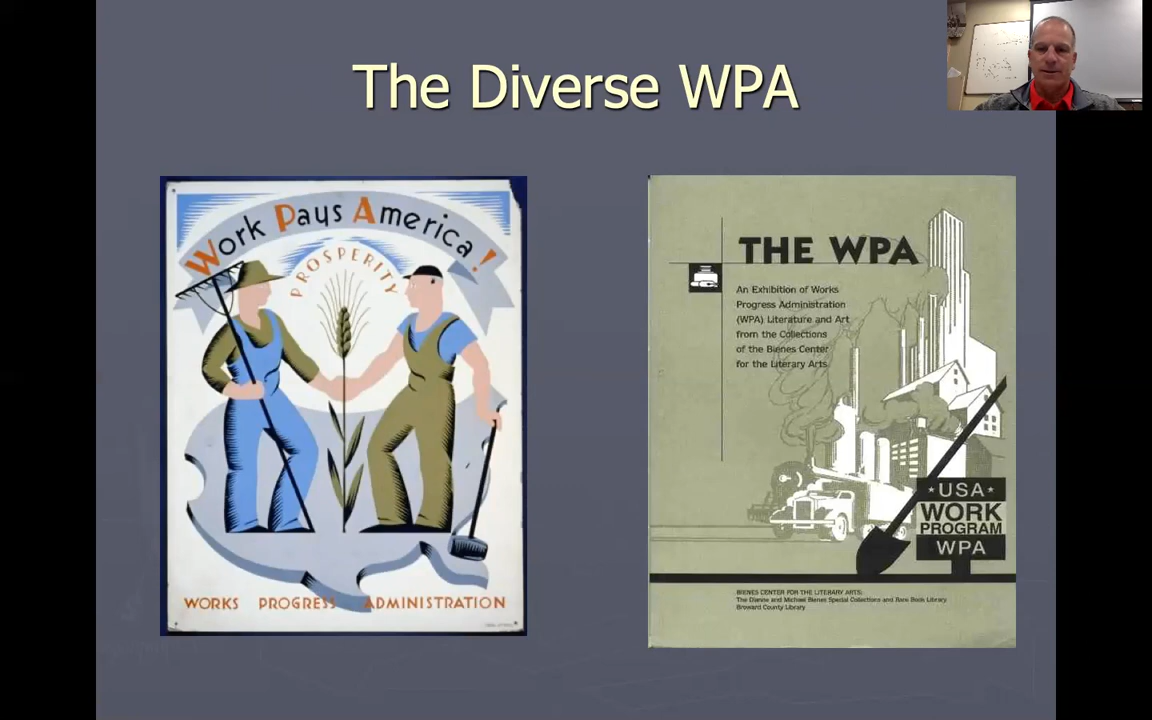 The Diverse WPA
Work Pays America!
PROSPERITY
WORKS PROGRESS ADMINISTRATION
THE WPA
An Exhibition of Works
Progress Administration
(WPA) Literature and Art
from the Collections
of the Bienes Center
for the Literary Arts
★USA★
WORK
PROGRAM
WPA
BIENES CENTER FOR THE LITERARY ARTS:
The Dianne and Michael Bienes Special Collections and Rare Book Library
Broward County Library